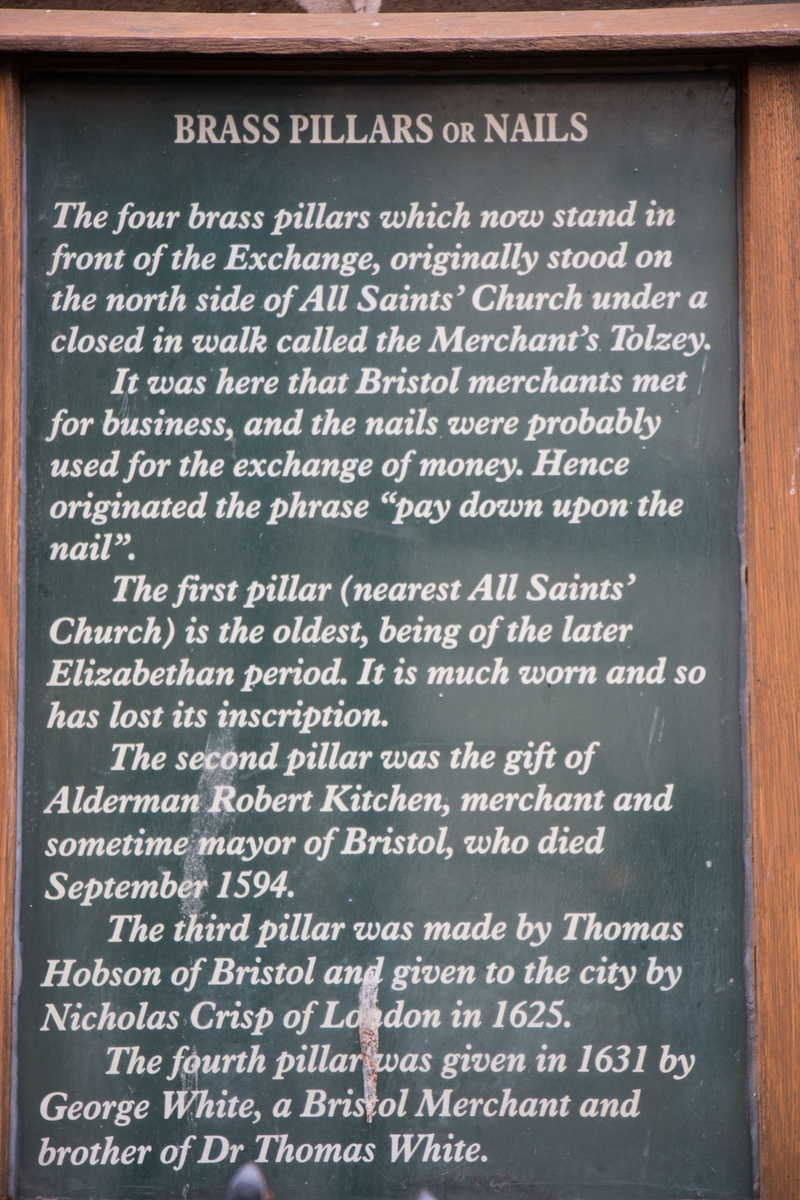 BRASS PILLARS OR NAILS
The four brass pillars which now stand in
front of the Exchange, originally stood on
the north side of All Saints' Church under a
closed in walk called the Merchant's Tolzey.
It was here that Bristol merchants met
for business, and the nails were probably
used for the exchange of money. Hence
originated the phrase “pay down upon the
nail”.
The first pillar (nearest All Saints'
Church) is the oldest, being of the later
Elizabethan period. It is much worn and so
has lost its inscription.
The second pillar was the gift of
Alderman Robert Kitchen, merchant and
sometime mayor of Bristol, who died
September 1594.
The third pillar was made by Thomas
Hobson of Bristol and given to the city by
Nicholas Crisp of London in 1625.
The fourth pillar was given in 1631 by
George White, a Bristol Merchant and
brother of Dr Thomas White.